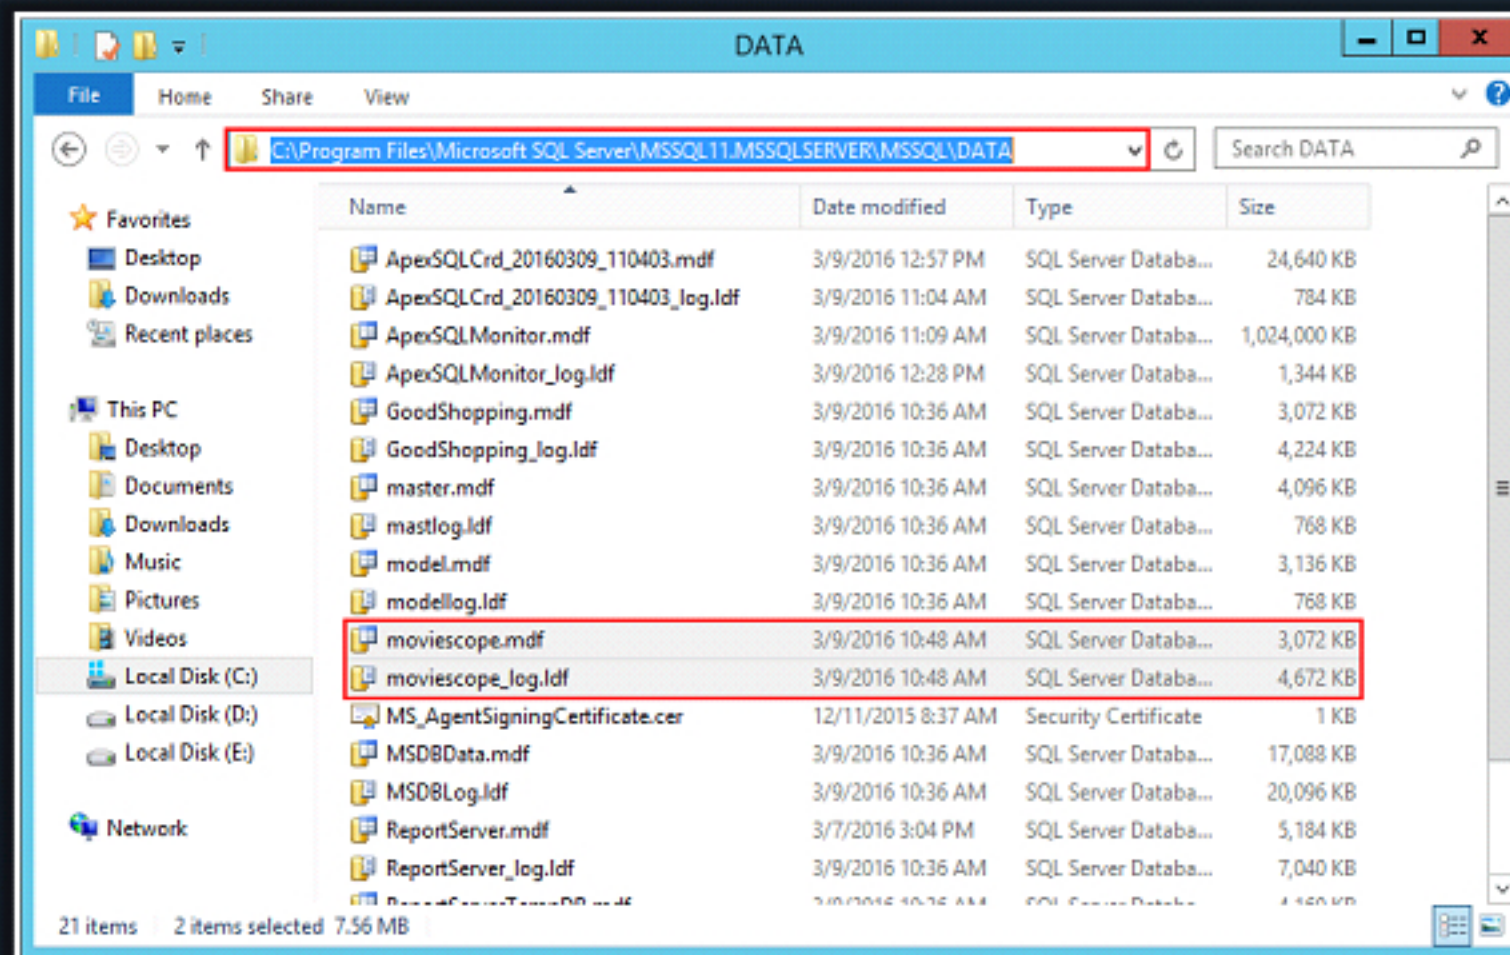 DATA
File Home Share View
C:\Program Files\Microsoft SQL Server\MSSQL11.MSSQLSERVER\MSSQL\DATA
Search DATA
Favorites
Desktop
Downloads
Recent places
This PC
Desktop
Documents
Downloads
Music
Pictures
Videos
Local Disk (C:)
Local Disk (D:)
Local Disk (E:)
Network
Name Date modified Type Size
ApexSQLCrd_20160309_110403.mdf 3/9/2016 12:57 PM SQL Server Databa... 24,640 KB
ApexSQLCrd_20160309_110403_log.ldf 3/9/2016 11:04 AM SQL Server Databa... 784 KB
ApexSQLMonitor.mdf 3/9/2016 11:09 AM SQL Server Databa... 1,024,000 KB
ApexSQLMonitor_log.ldf 3/9/2016 12:28 PM SQL Server Databa... 1,344 KB
GoodShopping.mdf 3/9/2016 10:36 AM SQL Server Databa... 3,072 KB
GoodShopping_log.ldf 3/9/2016 10:36 AM SQL Server Databa... 4,224 KB
master.mdf 3/9/2016 10:36 AM SQL Server Databa... 4,096 KB
mastlog.ldf 3/9/2016 10:36 AM SQL Server Databa... 768 KB
model.mdf 3/9/2016 10:36 AM SQL Server Databa... 3,136 KB
modellog.ldf 3/9/2016 10:36 AM SQL Server Databa... 768 KB
moviescope.mdf 3/9/2016 10:48 AM SQL Server Databa... 3,072 KB
moviescope_log.ldf 3/9/2016 10:48 AM SQL Server Databa... 4,672 KB
MS_AgentSigningCertificate.cer 12/11/2015 8:37 AM Security Certificate 1 KB
MSDBData.mdf 3/9/2016 10:36 AM SQL Server Databa... 17,088 KB
MSDBLog.ldf 3/9/2016 10:36 AM SQL Server Databa... 20,096 KB
ReportServer.mdf 3/7/2016 3:04 PM SQL Server Databa... 5,184 KB
ReportServer_log.ldf 3/9/2016 10:36 AM SQL Server Databa... 7,040 KB
21 items 2 items selected 7.56 MB